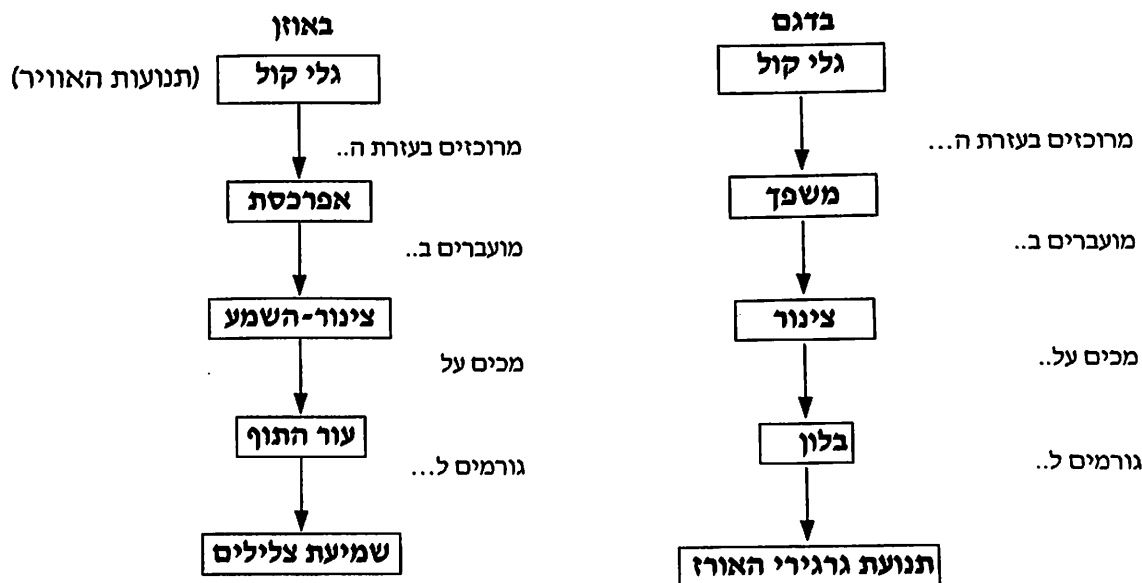 בדגם
גלי קול
מרוכזים בעזרת ה...
משפך
מועברים ב..
צינור
מכים על..
בלון
גורמים ל..
תנועת גרגירי האורז
באוזן
גלי קול (תנועות האוויר)
מרוכזים בעזרת ה..
אפרכסת
מועברים ב..
צינור-השמע
מכים על
עור התוף
גורמים ל...
שמיעת צלילים